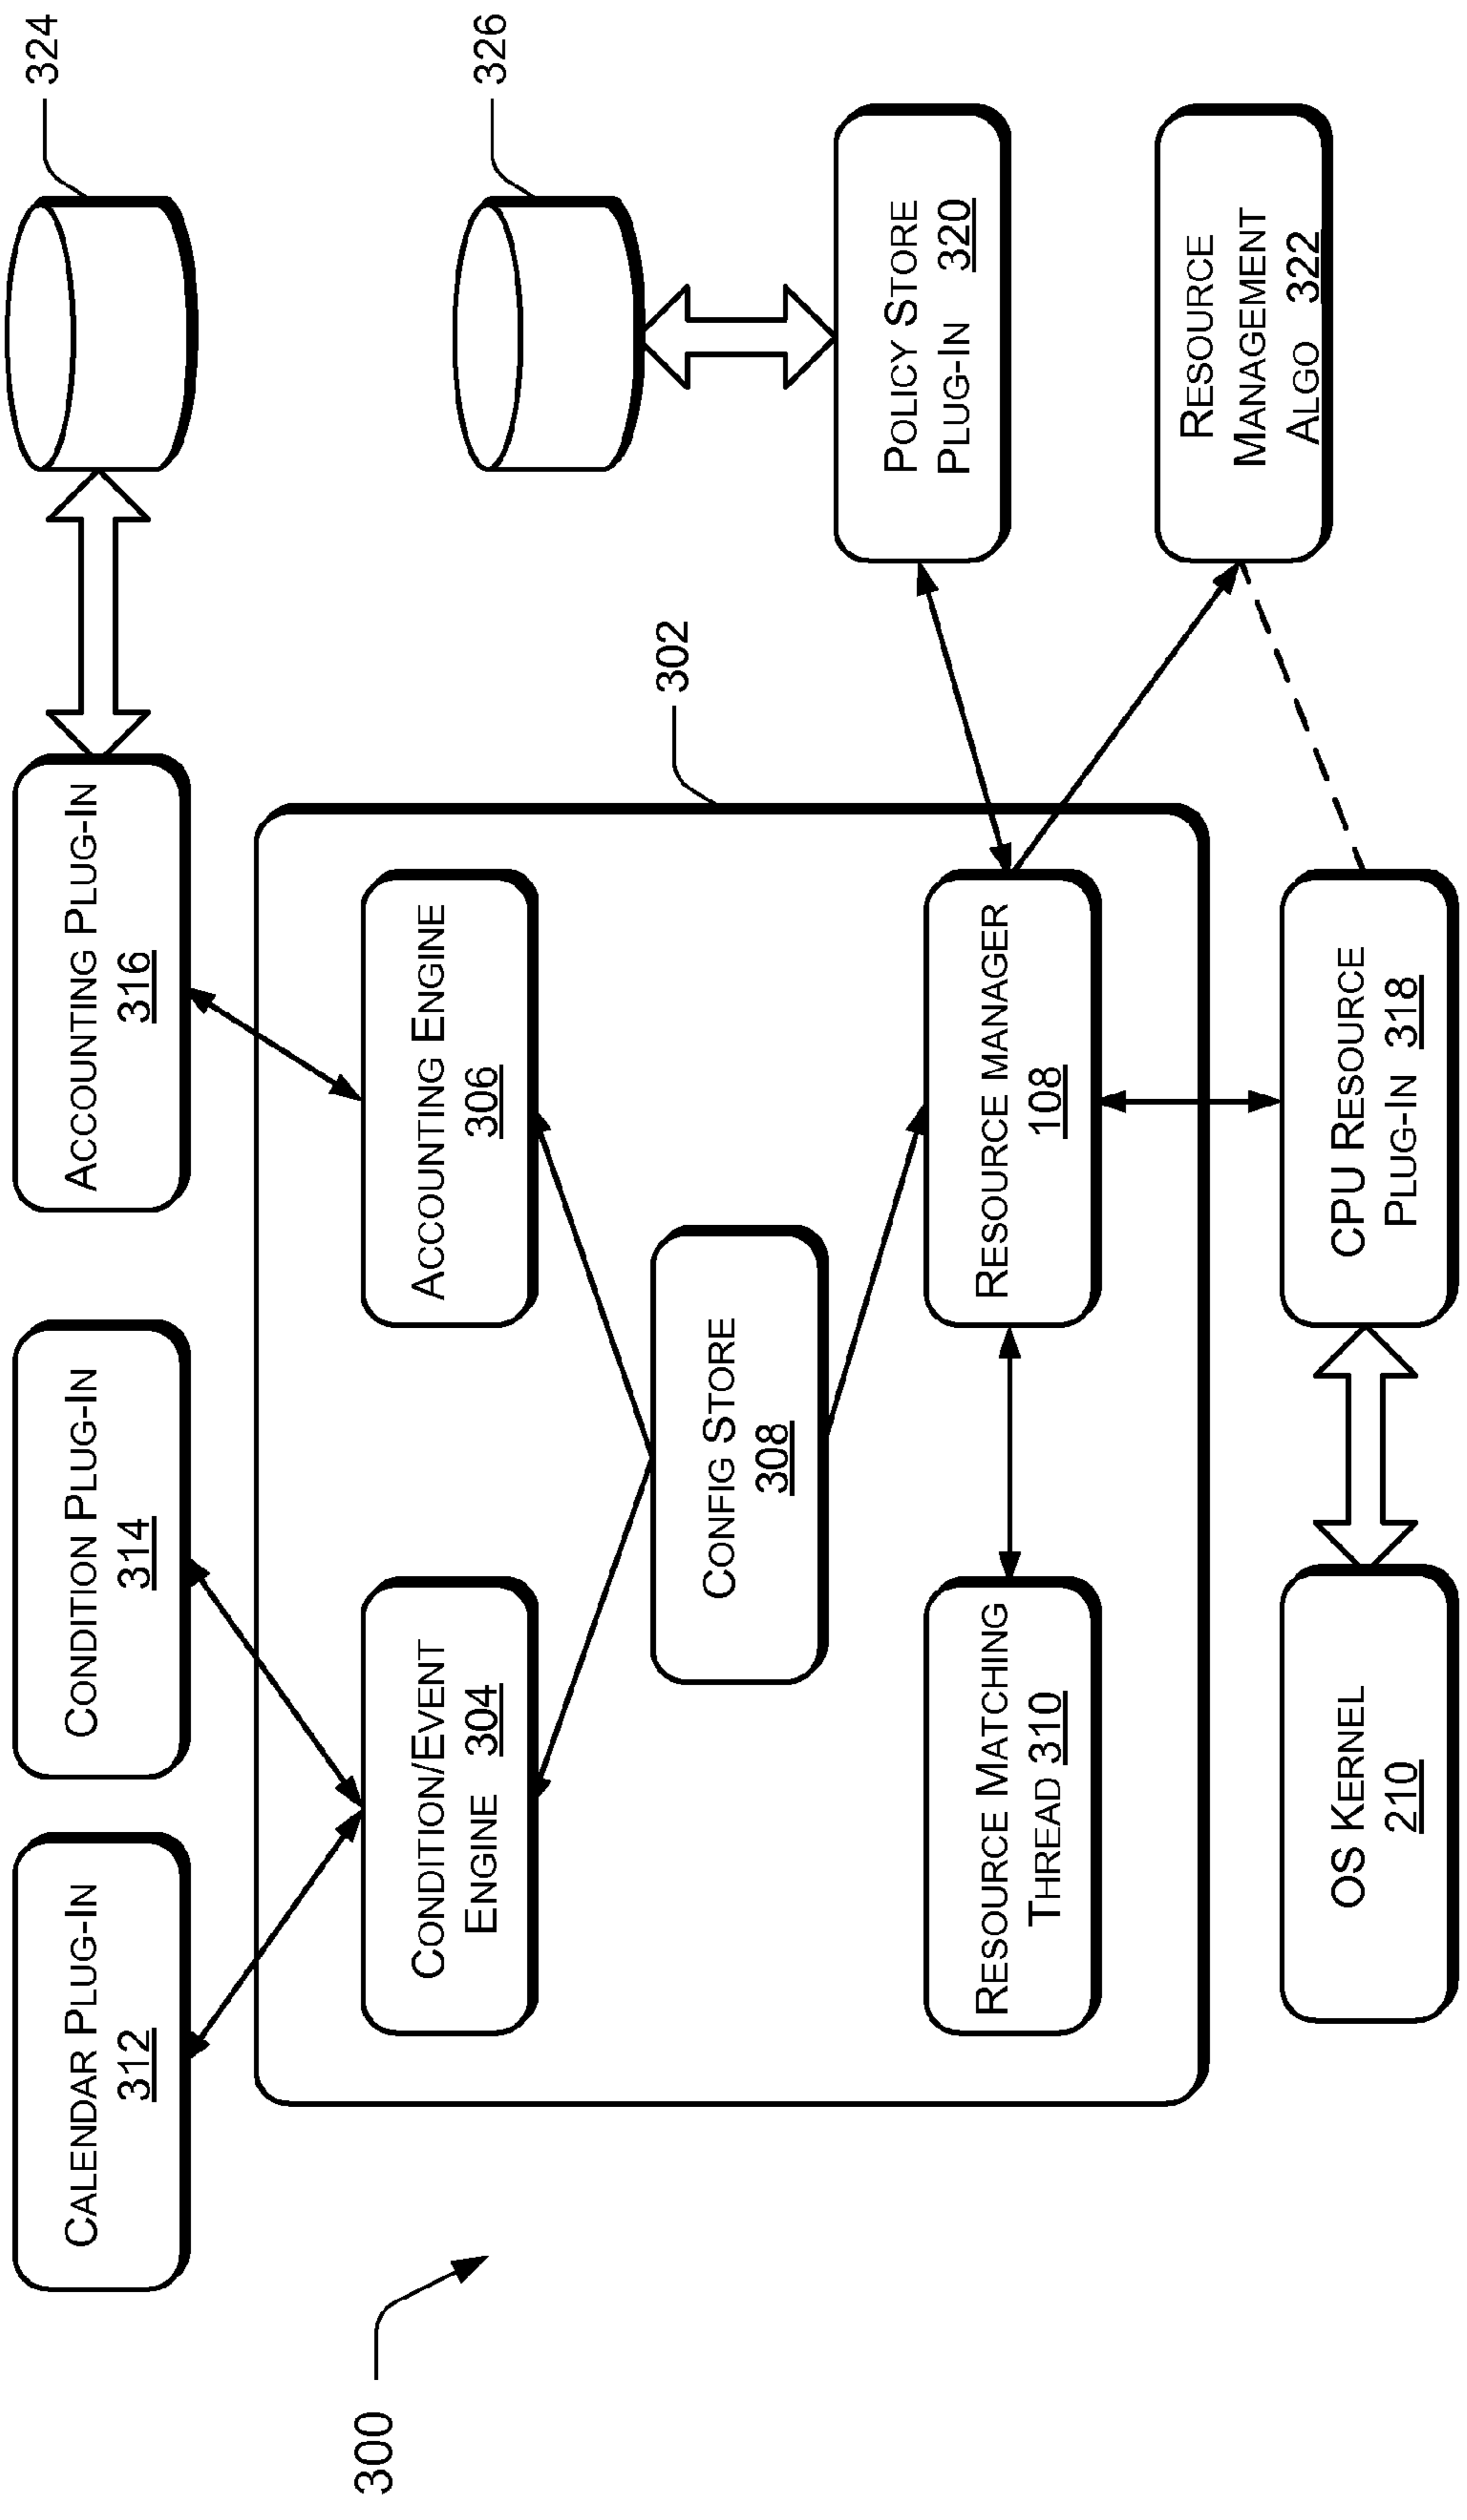 300
CALENDAR PLUG-IN
312
CONDITION PLUG-IN
314
ACCOUNTING PLUG-IN
316
324
CONDITION/EVENT
ENGINE 304
ACCOUNTING ENGINE
306
326
302
CONFIG STORE
308
RESOURCE MATCHING
THREAD 310
RESOURCE MANAGER
108
POLICY STORE
PLUG-IN 320
RESOURCE
MANAGEMENT
ALGO 322
OS KERNEL
210
CPU RESOURCE
PLUG-IN 318